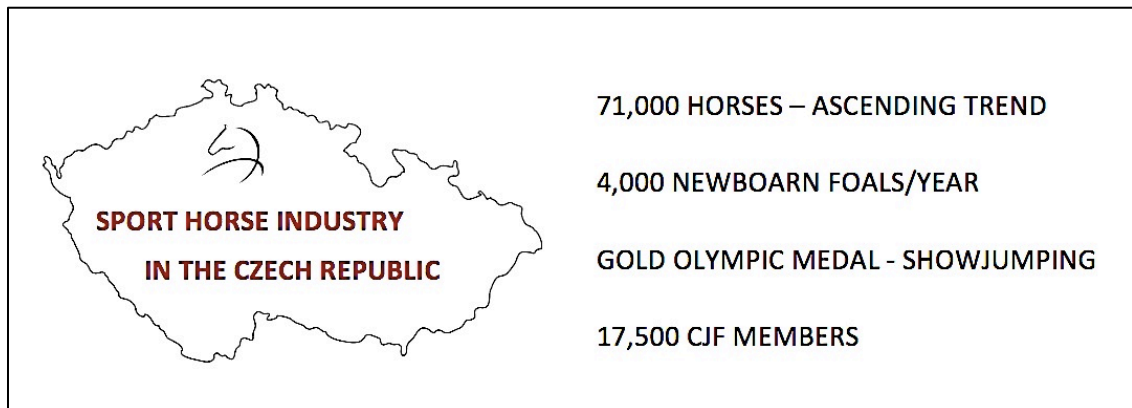 SPORT HORSE INDUSTRY
IN THE CZECH REPUBLIC
71,000 HORSES – ASCENDING TREND
4,000 NEWBOARN FOALS/YEAR
GOLD OLYMPIC MEDAL - SHOWJUMPING
17,500 CJF MEMBERS